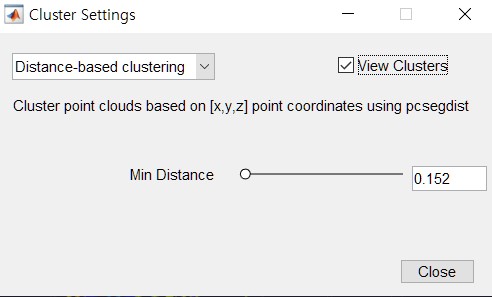 Cluster Settings
Distance-based clustering
View Clusters
Cluster point clouds based on [x,y,z] point coordinates using pcsegdist
Min Distance
0.152
Close